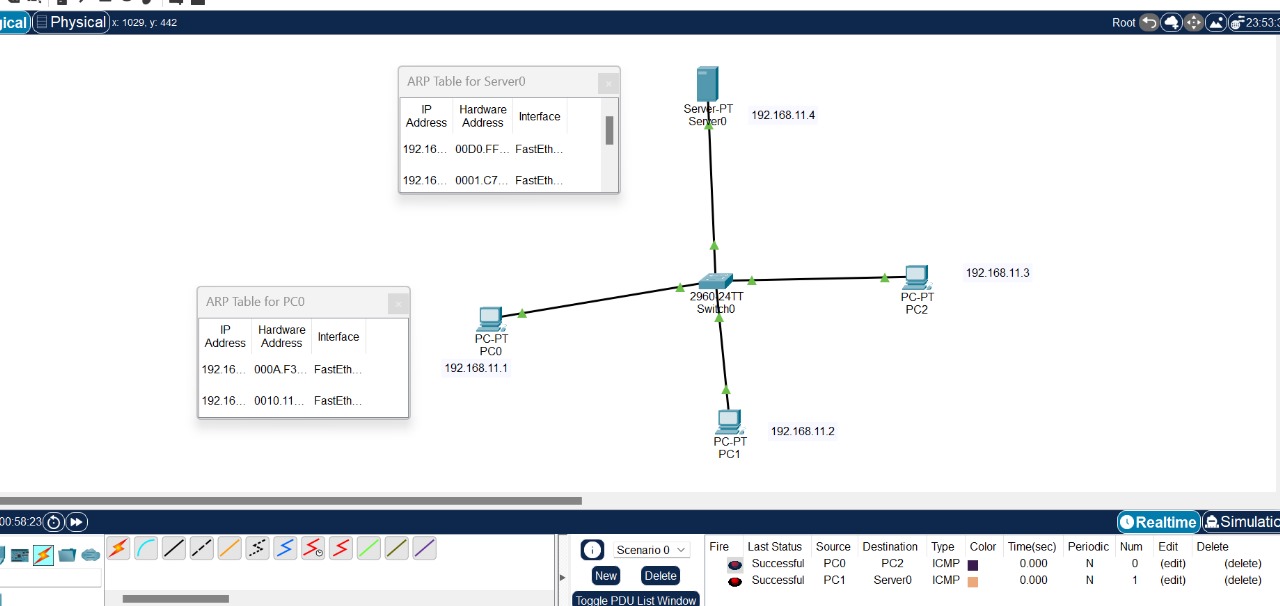 Physical x: 1029, y: 442
Root 23:53:
ARP Table for Server0
IP Address Hardware Address Interface
192.16... 00D0.FF... FastEth...
192.16... 0001.C7... FastEth...
Server-PT
Server0
192.168.11.4
2960-24TT
Switch0
PC-PT
PC2
192.168.11.3
ARP Table for PC0
IP Address Hardware Address Interface
192.16... 000A.F3... FastEth...
192.16... 0010.11... FastEth...
PC-PT
PC0
192.168.11.1
PC-PT
PC1
192.168.11.2
00:58:23
Realtime
Scenario 0
New Delete
Toggle PDU List Window
Fire Last Status Source Destination Type Color Time(sec) Periodic Num Edit Delete
Successful PC0 PC2 ICMP 0.000 N 0 (edit) (delete)
Successful PC1 Server0 ICMP 0.000 N 1 (edit) (delete)